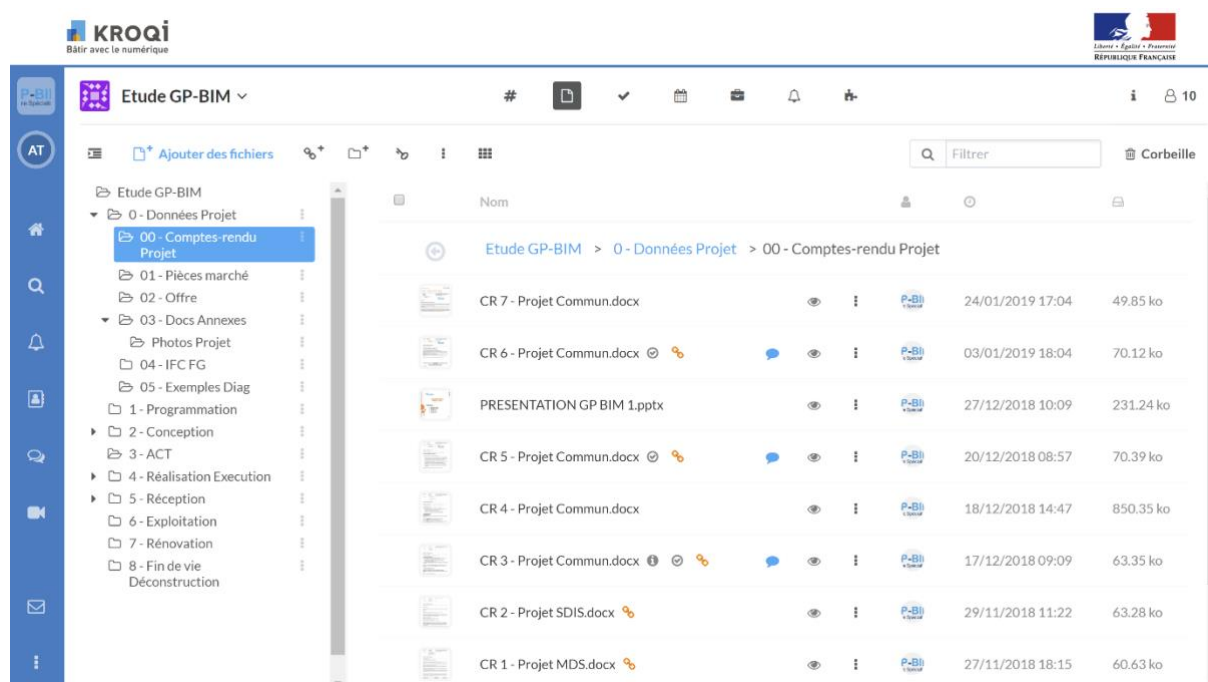 KROQI
Bâtir avec le numérique
Liberté • Égalité • Fraternité
RÉPUBLIQUE FRANÇAISE
P-BII
Etude GP-BIM
10
AT
Ajouter des fichiers
Filtrer
Corbeille
Etude GP-BIM
0 - Données Projet
00 - Comptes-rendu
Projet
01 - Pièces marché
02 - Offre
03 - Docs Annexes
Photos Projet
04 - IFC FG
05 - Exemples Diag
1 - Programmation
2 - Conception
3 - ACT
4 - Réalisation Execution
5 - Réception
6 - Exploitation
7 - Rénovation
8 - Fin de vie
Déconstruction
Nom
Etude GP-BIM > 0 - Données Projet > 00 - Comptes-rendu Projet
CR 7 - Projet Commun.docx 24/01/2019 17:04 49.85 ko
CR 6 - Projet Commun.docx 03/01/2019 18:04 70.12 ko
PRESENTATION GP BIM 1.pptx 27/12/2018 10:09 231.24 ko
CR 5 - Projet Commun.docx 20/12/2018 08:57 70.39 ko
CR 4 - Projet Commun.docx 18/12/2018 14:47 850.35 ko
CR 3 - Projet Commun.docx 17/12/2018 09:09 63.35 ko
CR 2 - Projet SDIS.docx 29/11/2018 11:22 63.28 ko
CR 1 - Projet MDS.docx 27/11/2018 18:15 60.63 ko